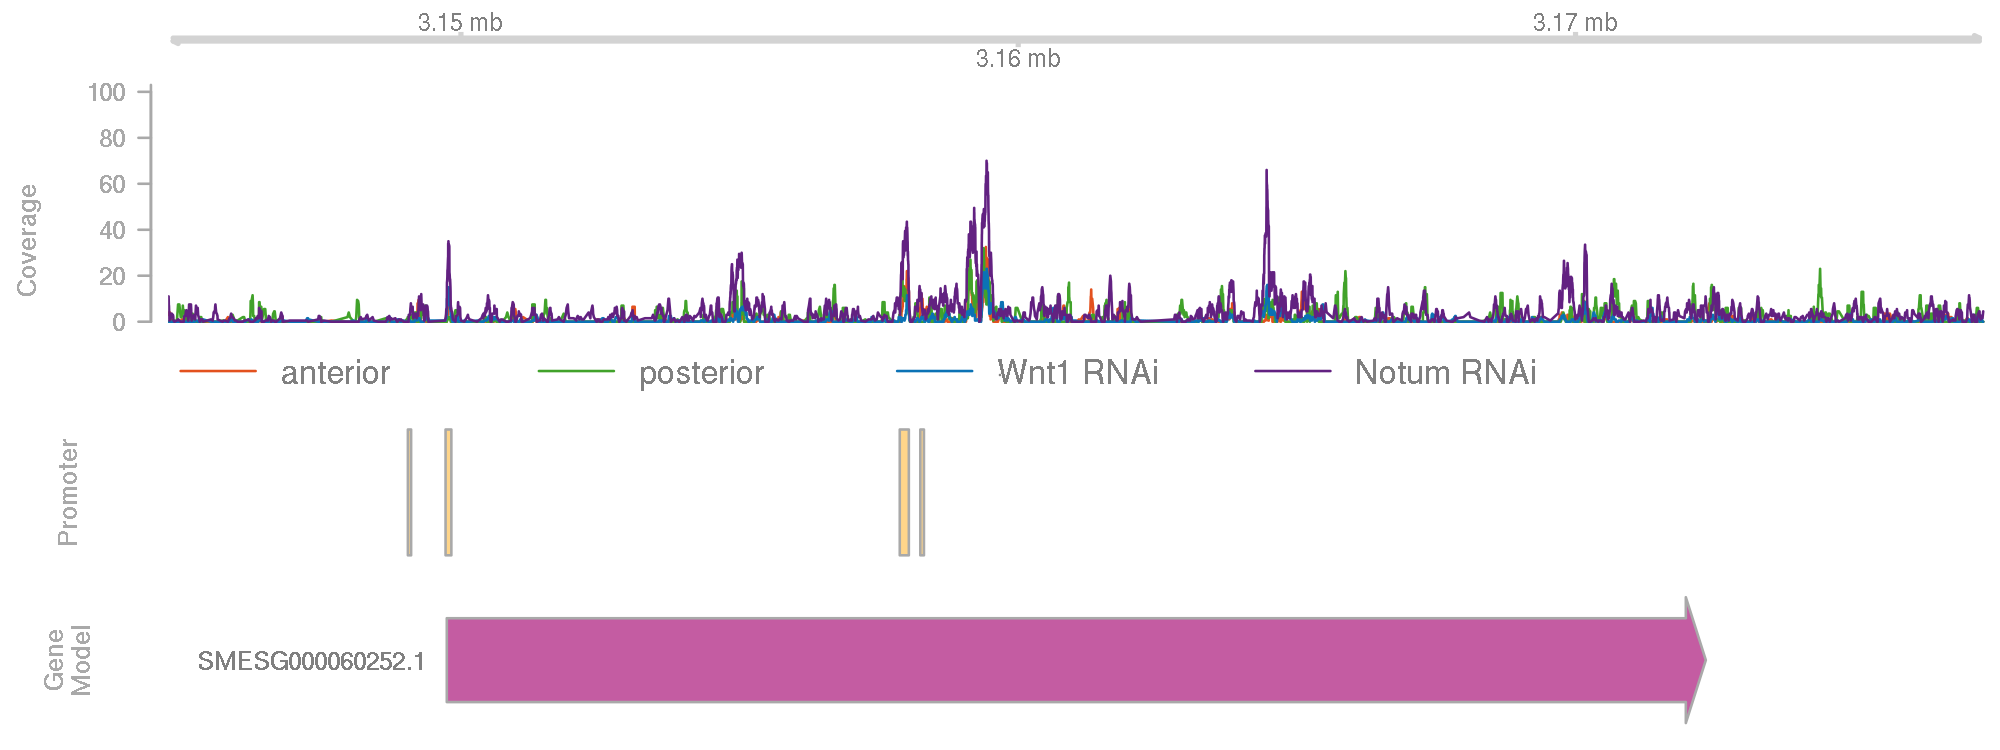 3.15 mb
3.17 mb
3.16 mb
100
80
60
40
20
0
Coverage
anterior posterior Wnt1 RNAi Notum RNAi
Promoter
Gene
Model
SMESG000060252.1